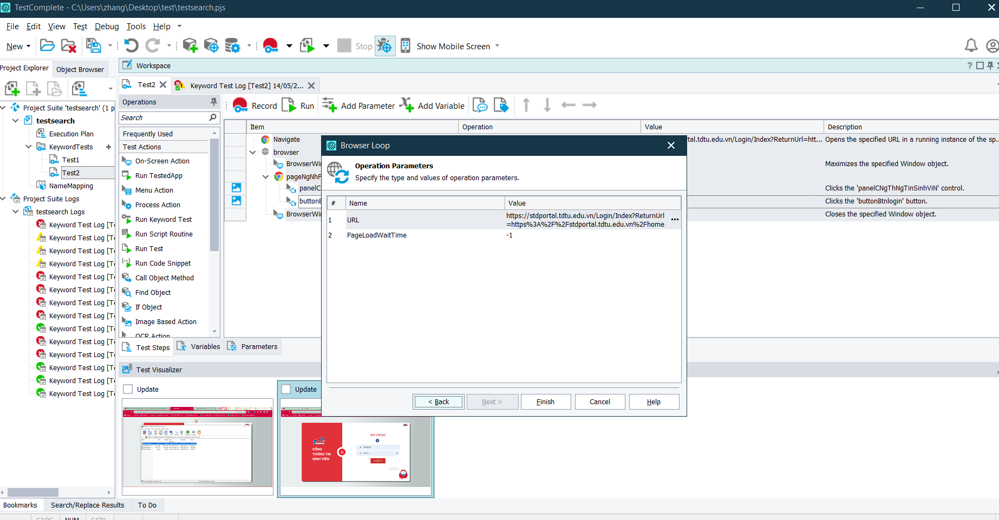 TestComplete - C:\Users\zhang\Desktop\test\testsearch.pjs
File Edit View Test Debug Tools Help
New Stop Show Mobile Screen
Project Explorer Object Browser
Workspace
Test2 Keyword Test Log [Test2] 14/05/2...
Operations
Record Run Add Parameter Add Variable
Search
Project Suite 'testsearch' (1 p
testsearch
Execution Plan
KeywordTests
Test1
Test2
NameMapping
Project Suite Logs
testsearch Logs
Keyword Test Log [T
Keyword Test Log [T
Keyword Test Log [T
Keyword Test Log [T
Keyword Test Log [T
Keyword Test Log [T
Keyword Test Log [T
Keyword Test Log [T
Keyword Test Log [T
Keyword Test Log [T
Keyword Test Log [T
Keyword Test Log [T
Keyword Test Log [T
Keyword Test Log [T
Frequently Used
Test Actions
On-Screen Action
Run TestedApp
Menu Action
Process Action
Run Keyword Test
Run Script Routine
Run Test
Run Code Snippet
Call Object Method
Find Object
If Object
Image Based Action
OCR Action
Item Operation Value Description
Navigate tal.tdtu.edu.vn/Login/Index?ReturnUrl=htt... Opens the specified URL in a running instance of the sp...
browser
BrowserWi Maximizes the specified Window object.
pageNgNhP
panelC Clicks the 'panelCNgThNgTinSinhViN' control.
buttonB Clicks the 'buttonBtnlogin' button.
BrowserWi Closes the specified Window object.
Browser Loop
Operation Parameters
Specify the type and values of operation parameters.
# Name Value
1 URL https://stdportal.tdtu.edu.vn/Login/Index?ReturnUrl
=https%3A%2F%2Fstdportal.tdtu.edu.vn%2Fhome
2 PageLoadWaitTime -1
< Back Next > Finish Cancel Help
Test Steps Variables Parameters
Test Visualizer
Update
Update
XIN CHÀO!
CỔNG
THÔNG TIN
SINH VIÊN
Bookmarks Search/Replace Results To Do
CAPS NUM SCRL